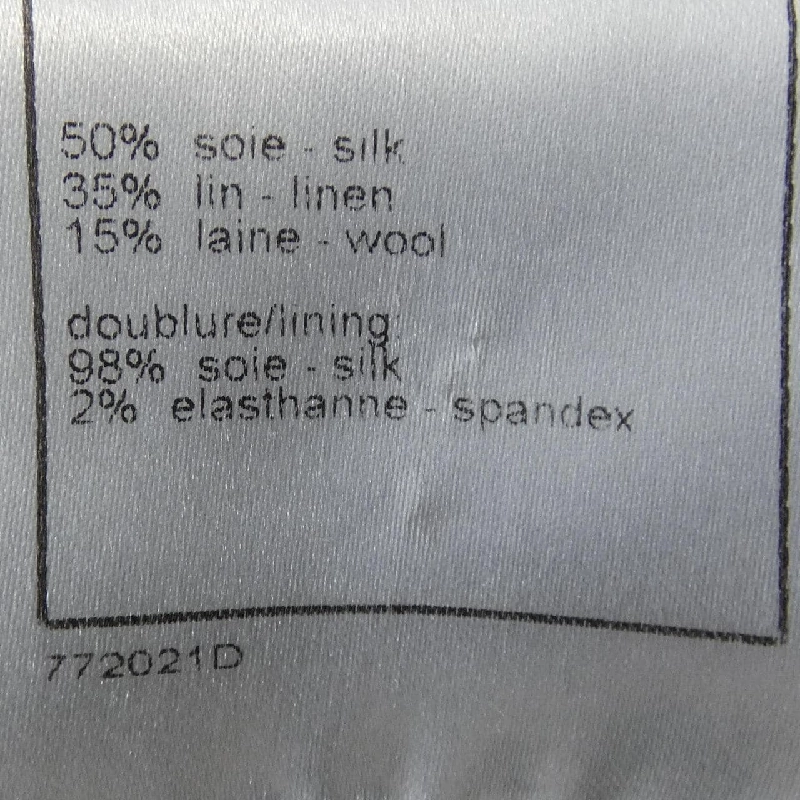 50% soie - silk
35% lin - linen
15% laine - wool
doublure/lining:
98% soie - silk
2% elasthanne - spandex
772021D